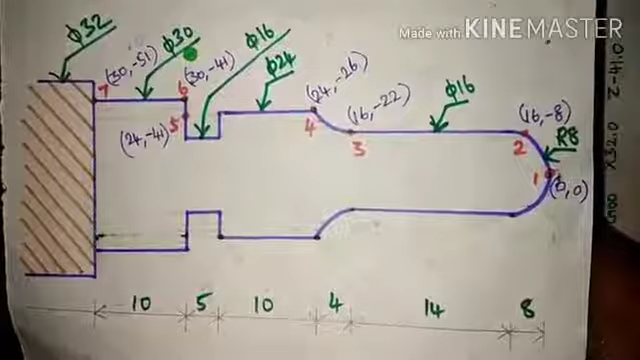 Made with KINEMASTER
Φ32
Φ30
Φ16
Φ24
7 (30,-51)
6 (30,-41)
(24,-26)
Φ16
(16,-22)
(16,-8)
R8
(24,-41) 5
4
3
2
1
(0,0)
10
5
10
4
14
8
G00 X32.0 Z-41.0